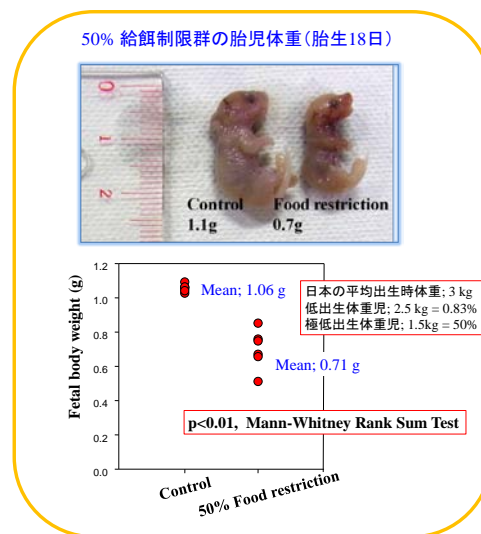 50% 給餌制限群の胎児体重（胎生18日）
0
1
2
Control
1.1g
Food restriction
0.7g
Fetal body weight (g)
1.2
1.0
0.8
0.6
0.4
0.2
0.0
Mean; 1.06 g
日本の平均出生時体重; 3 kg
低出生体重児; 2.5 kg = 0.83%
極低出生体重児; 1.5kg = 50%
Mean; 0.71 g
p<0.01, Mann-Whitney Rank Sum Test
Control
50% Food restriction